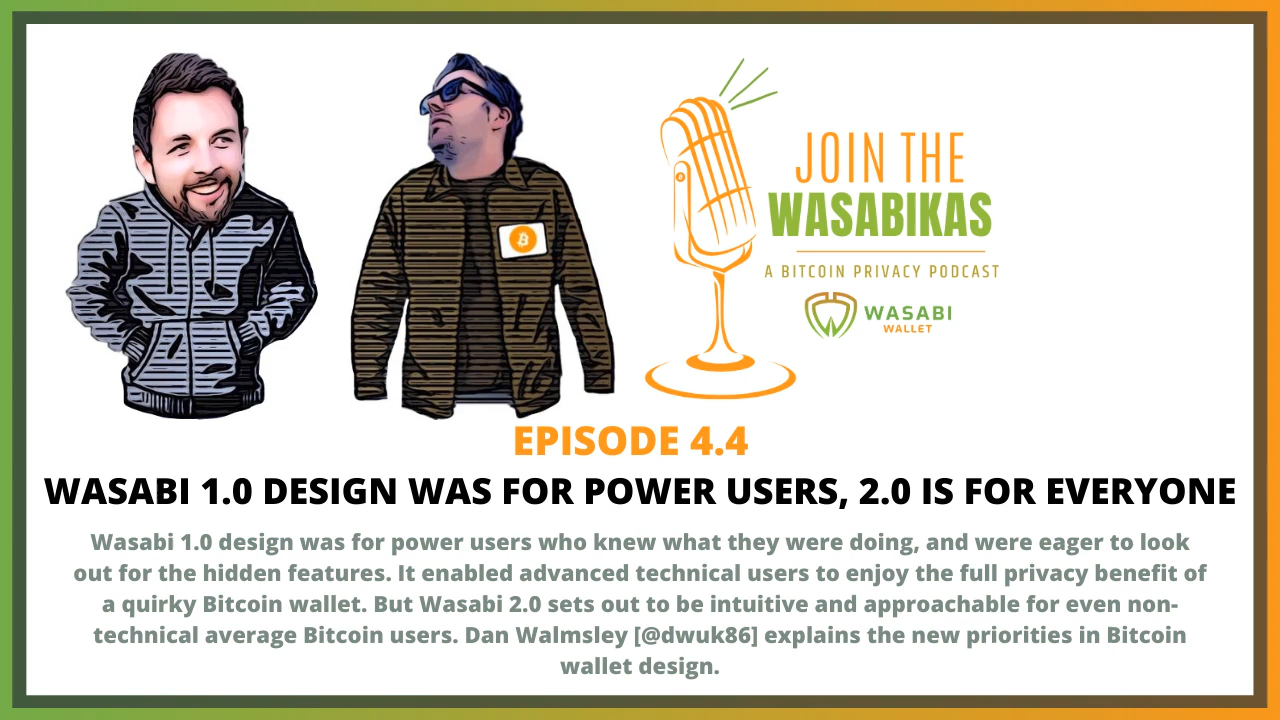 JOIN THE
WASABIKAS
A BITCOIN PRIVACY PODCAST
WASABI
WALLET
EPISODE 4.4
WASABI 1.0 DESIGN WAS FOR POWER USERS, 2.0 IS FOR EVERYONE
Wasabi 1.0 design was for power users who knew what they were doing, and were eager to look
out for the hidden features. It enabled advanced technical users to enjoy the full privacy benefit of
a quirky Bitcoin wallet. But Wasabi 2.0 sets out to be intuitive and approachable for even non-
technical average Bitcoin users. Dan Walmsley [@dwuk86] explains the new priorities in Bitcoin
wallet design.